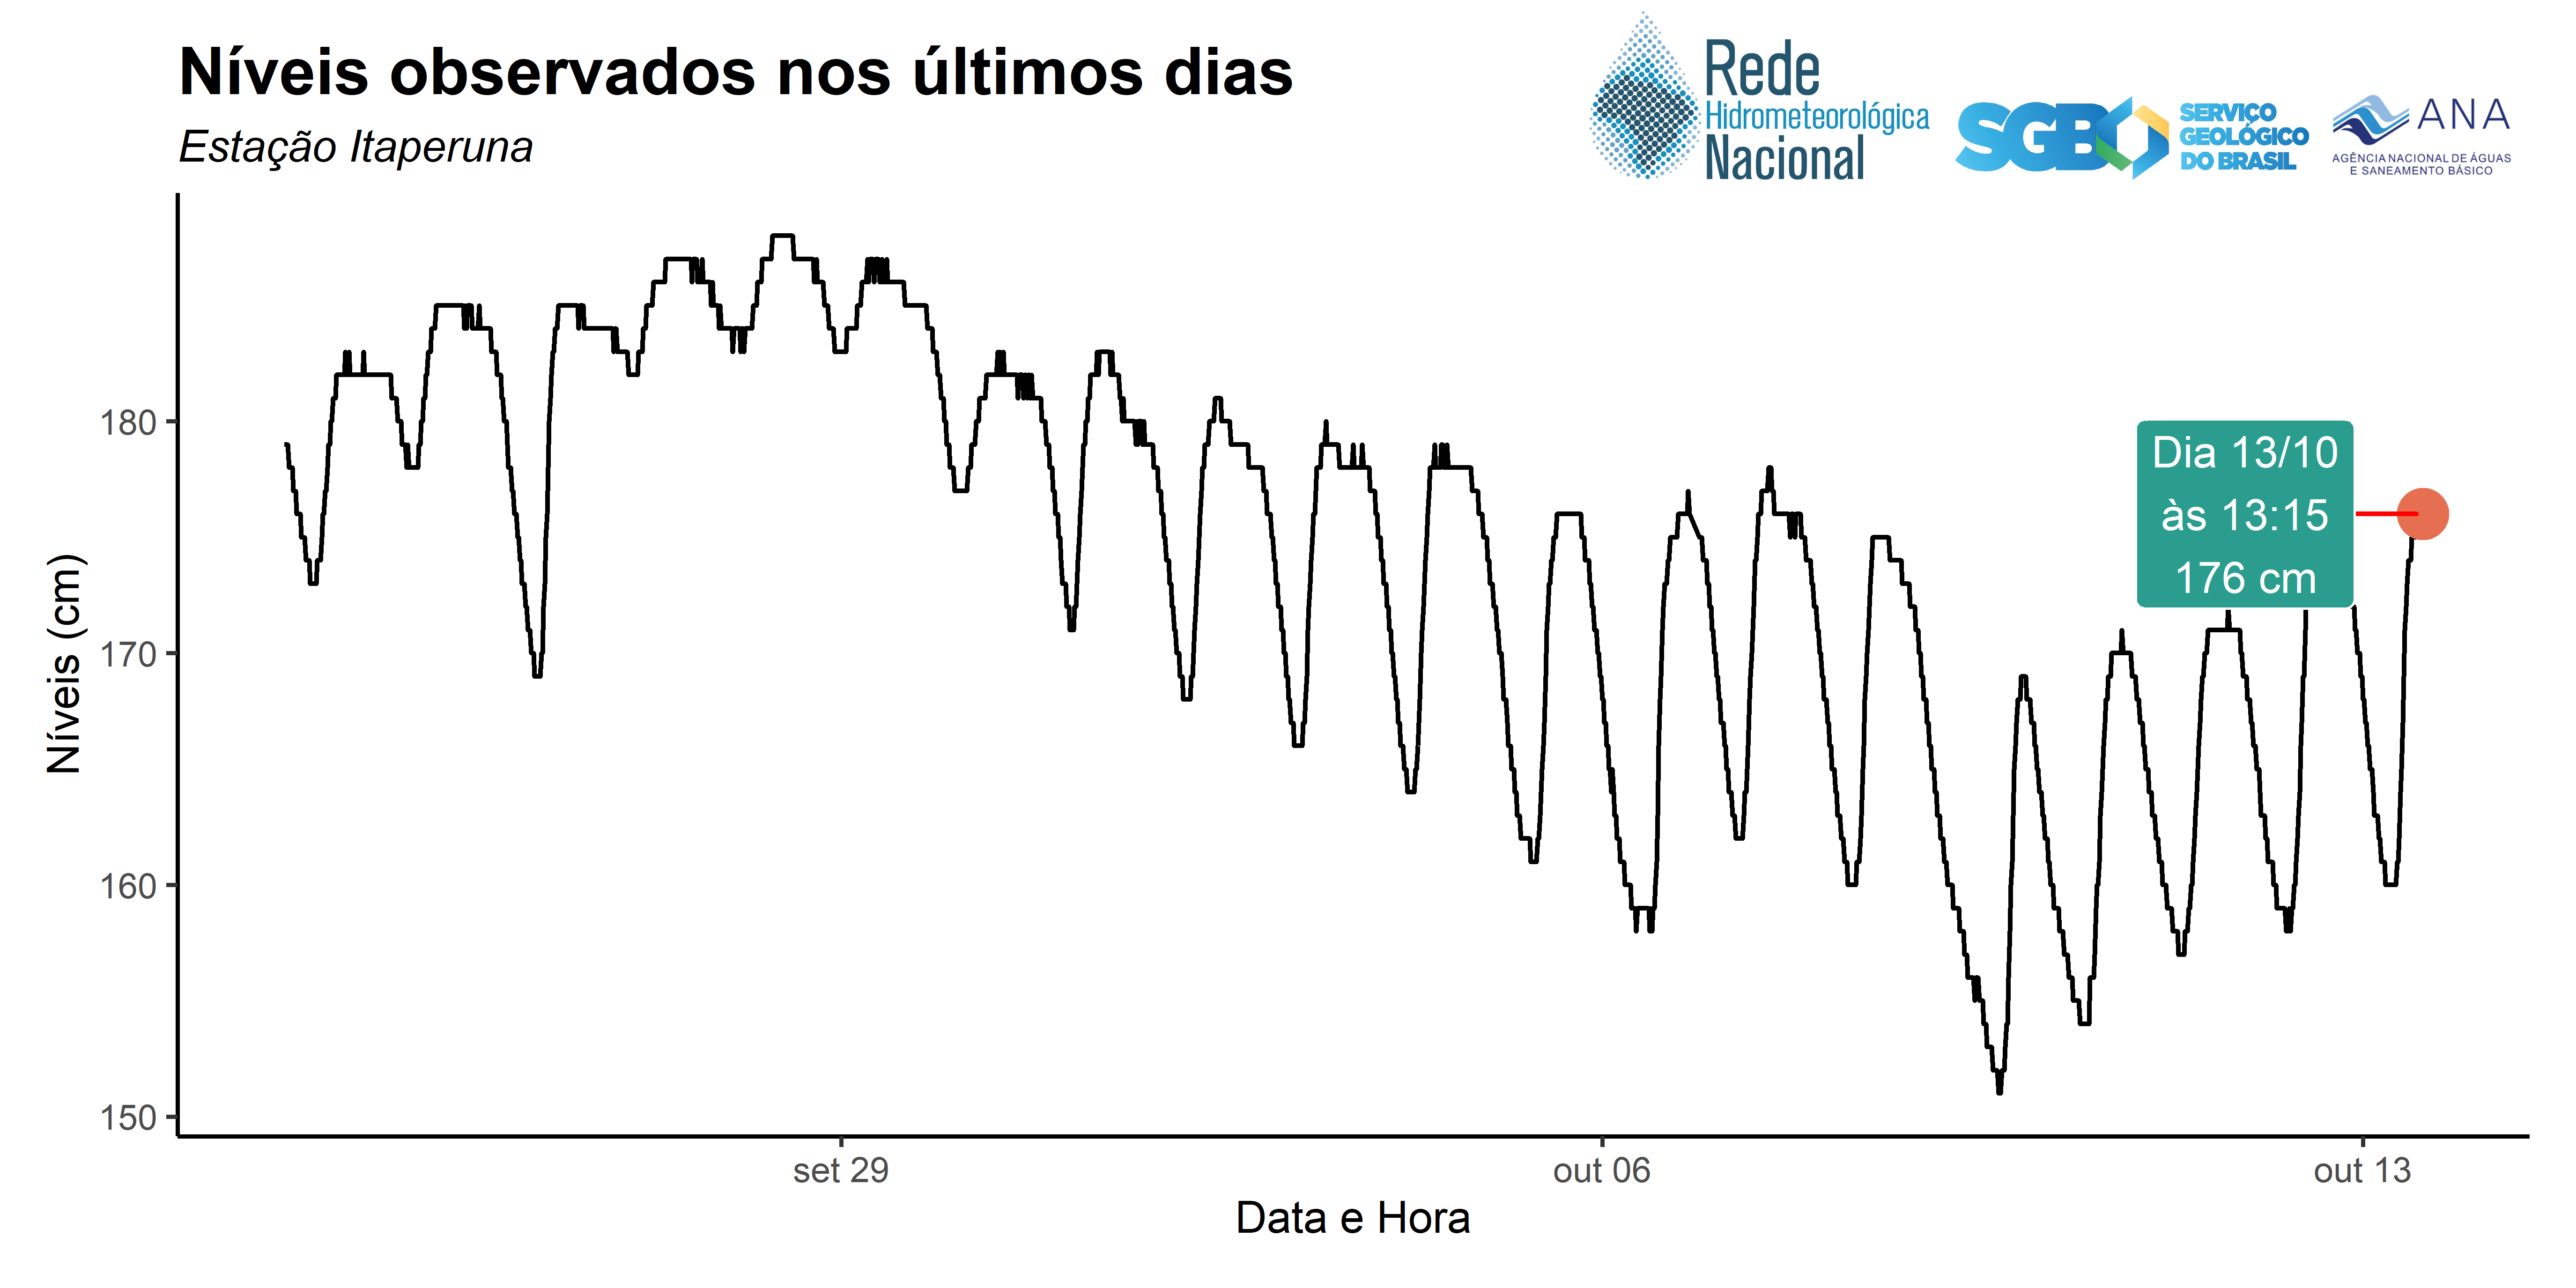 Níveis observados nos últimos dias
Estação Itaperuna
Rede
Hidrometeorológica
Nacional
SGB
SERVIÇO
GEOLÓGICO
DO BRASIL
ANA
AGÊNCIA NACIONAL DE ÁGUAS
E SANEAMENTO BÁSICO
Níveis (cm)
180
170
160
150
Dia 13/10
às 13:15
176 cm
set 29
out 06
out 13
Data e Hora